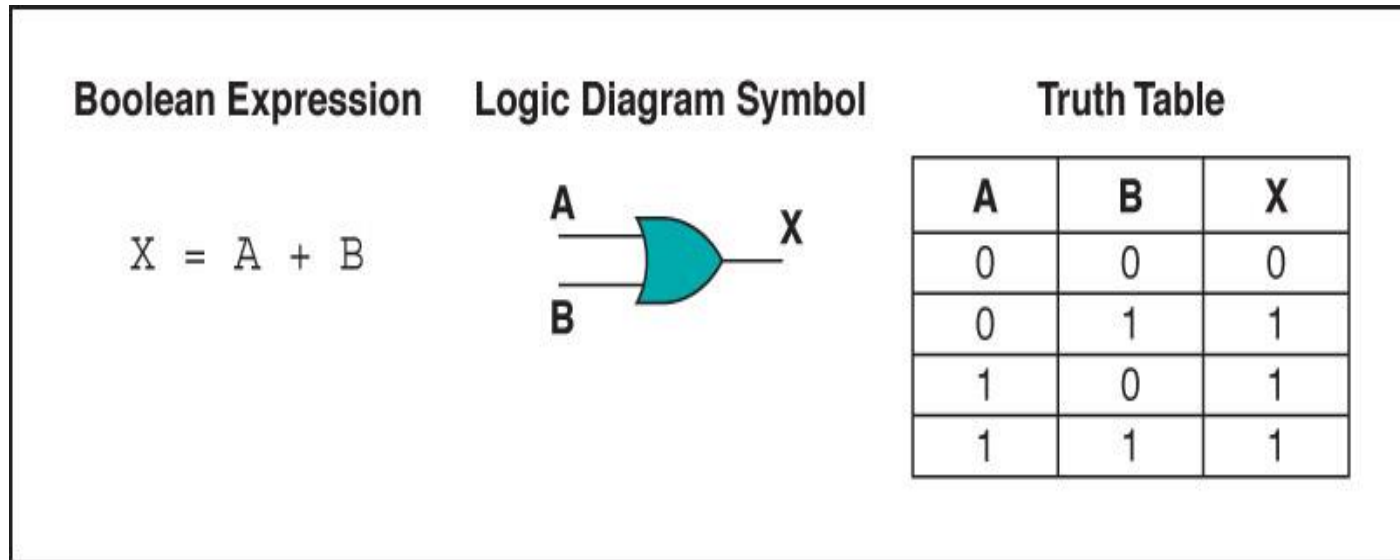 Boolean Expression Logic Diagram Symbol Truth Table
X = A + B
A
B
X
A B X
0 0 0
0 1 1
1 0 1
1 1 1